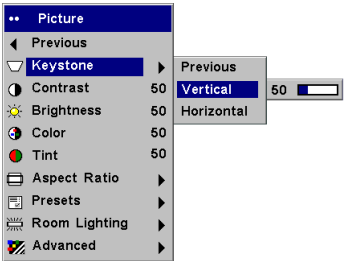 Picture
Previous
Keystone
Contrast 50
Brightness 50
Color 50
Tint 50
Aspect Ratio
Presets
Room Lighting
Advanced
Previous
Vertical 50
Horizontal